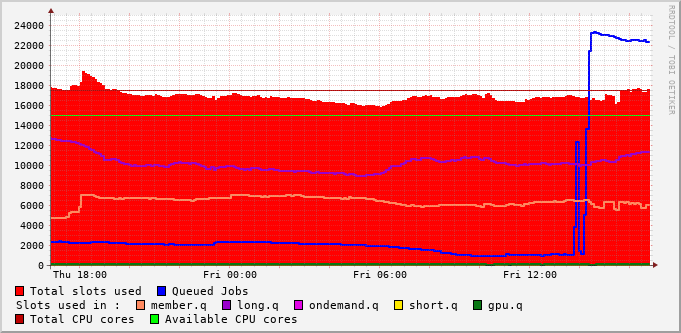 24000
22000
20000
18000
16000
14000
12000
10000
8000
6000
4000
2000
0
Thu 18:00 Fri 00:00 Fri 06:00 Fri 12:00
RRDTOOL / TOBI OETIKER
Total slots used Queued Jobs
Slots used in : member.q long.q ondemand.q short.q gpu.q
Total CPU cores Available CPU cores